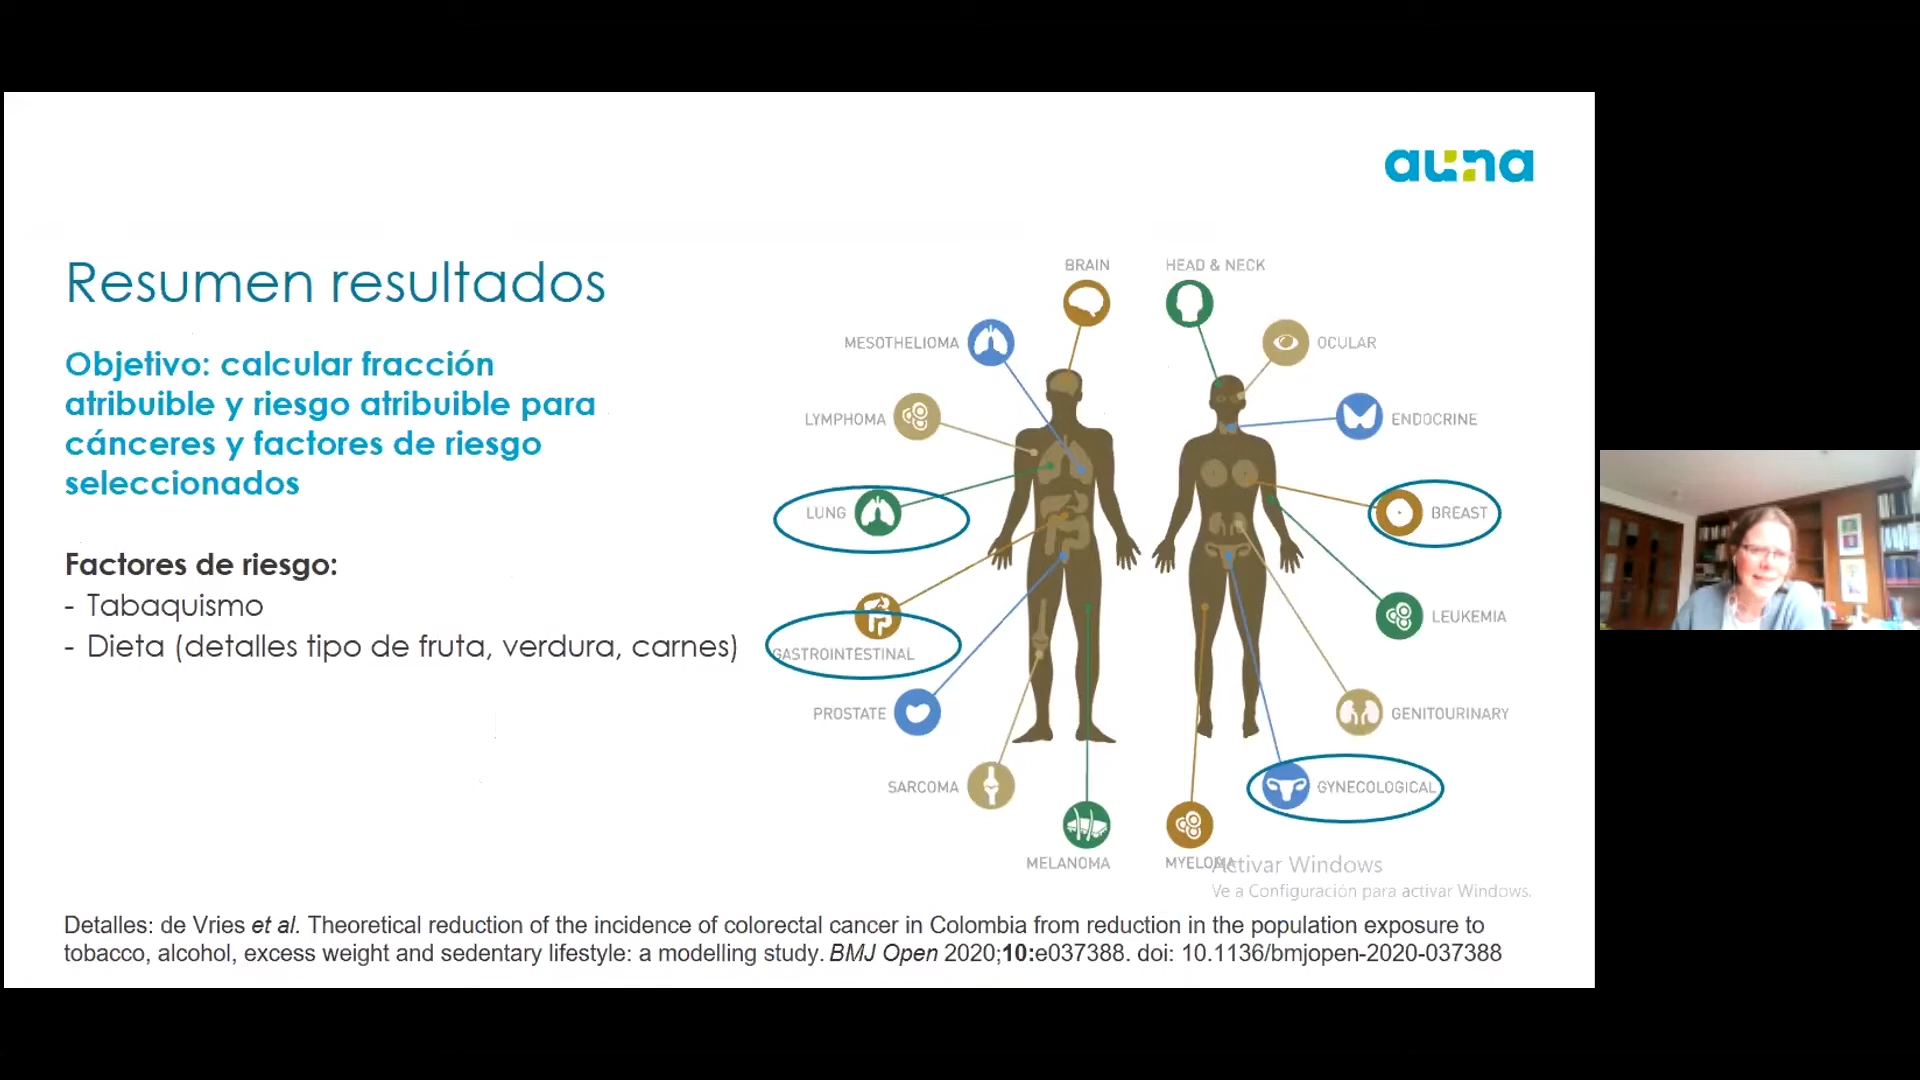 auna
Resumen resultados
Objetivo: calcular fracción
atribuible y riesgo atribuible para
cánceres y factores de riesgo
seleccionados
Factores de riesgo:
- Tabaquismo
- Dieta (detalles tipo de fruta, verdura, carnes)
BRAIN
HEAD & NECK
MESOTHELIOMA
OCULAR
LYMPHOMA
ENDOCRINE
LUNG
BREAST
LEUKEMIA
GASTROINTESTINAL
PROSTATE
GENITOURINARY
SARCOMA
GYNECOLOGICAL
MELANOMA
MYELOMA
Activar Windows
Ve a Configuración para activar Windows.
Detalles: de Vries et al. Theoretical reduction of the incidence of colorectal cancer in Colombia from reduction in the population exposure to
tobacco, alcohol, excess weight and sedentary lifestyle: a modelling study. BMJ Open 2020;10:e037388. doi: 10.1136/bmjopen-2020-037388